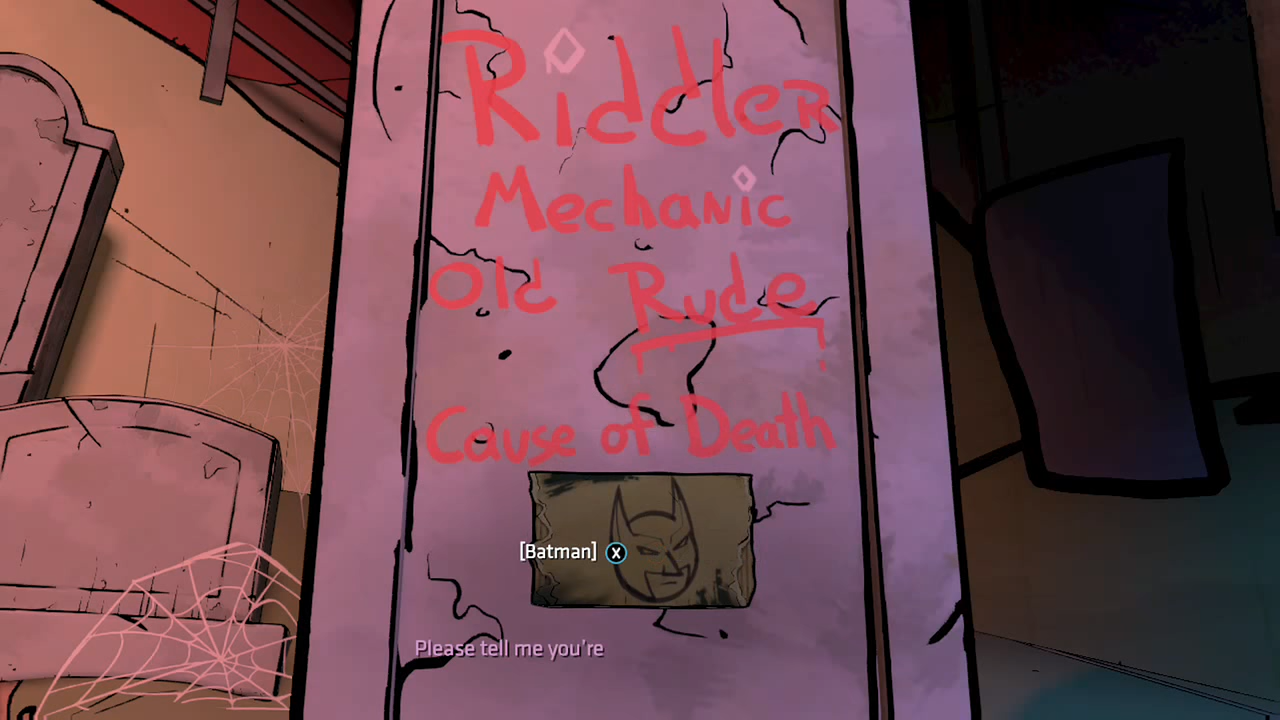 Riddler
Mechanic
Old Rude
Cause of Death
[Batman] X
Please tell me you're